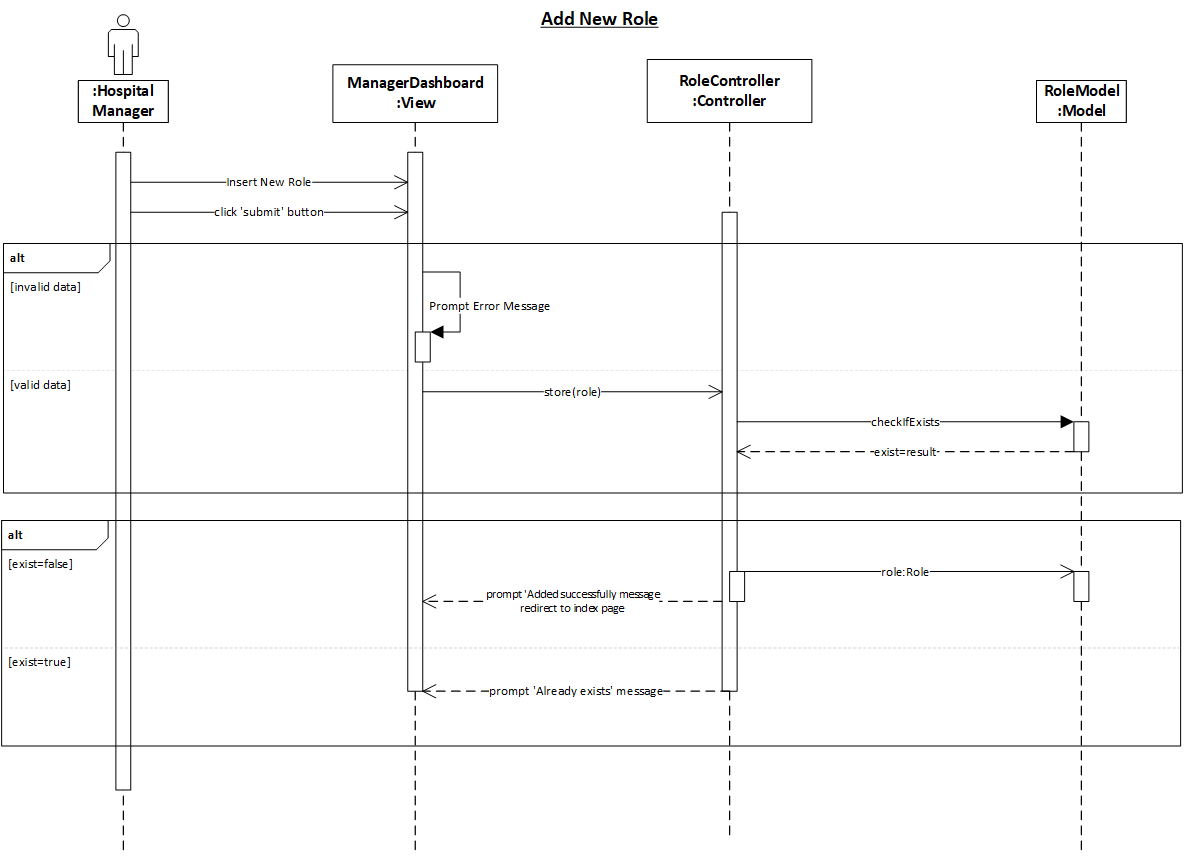 Add New Role
:Hospital
Manager
ManagerDashboard
:View
RoleController
:Controller
RoleModel
:Model
Insert New Role
click 'submit' button
alt
[invalid data]
Prompt Error Message
[valid data]
store(role)
checkIfExists
exist=result
alt
[exist=false]
role:Role
prompt 'Added successfully message
redirect to index page
[exist=true]
prompt 'Already exists' message